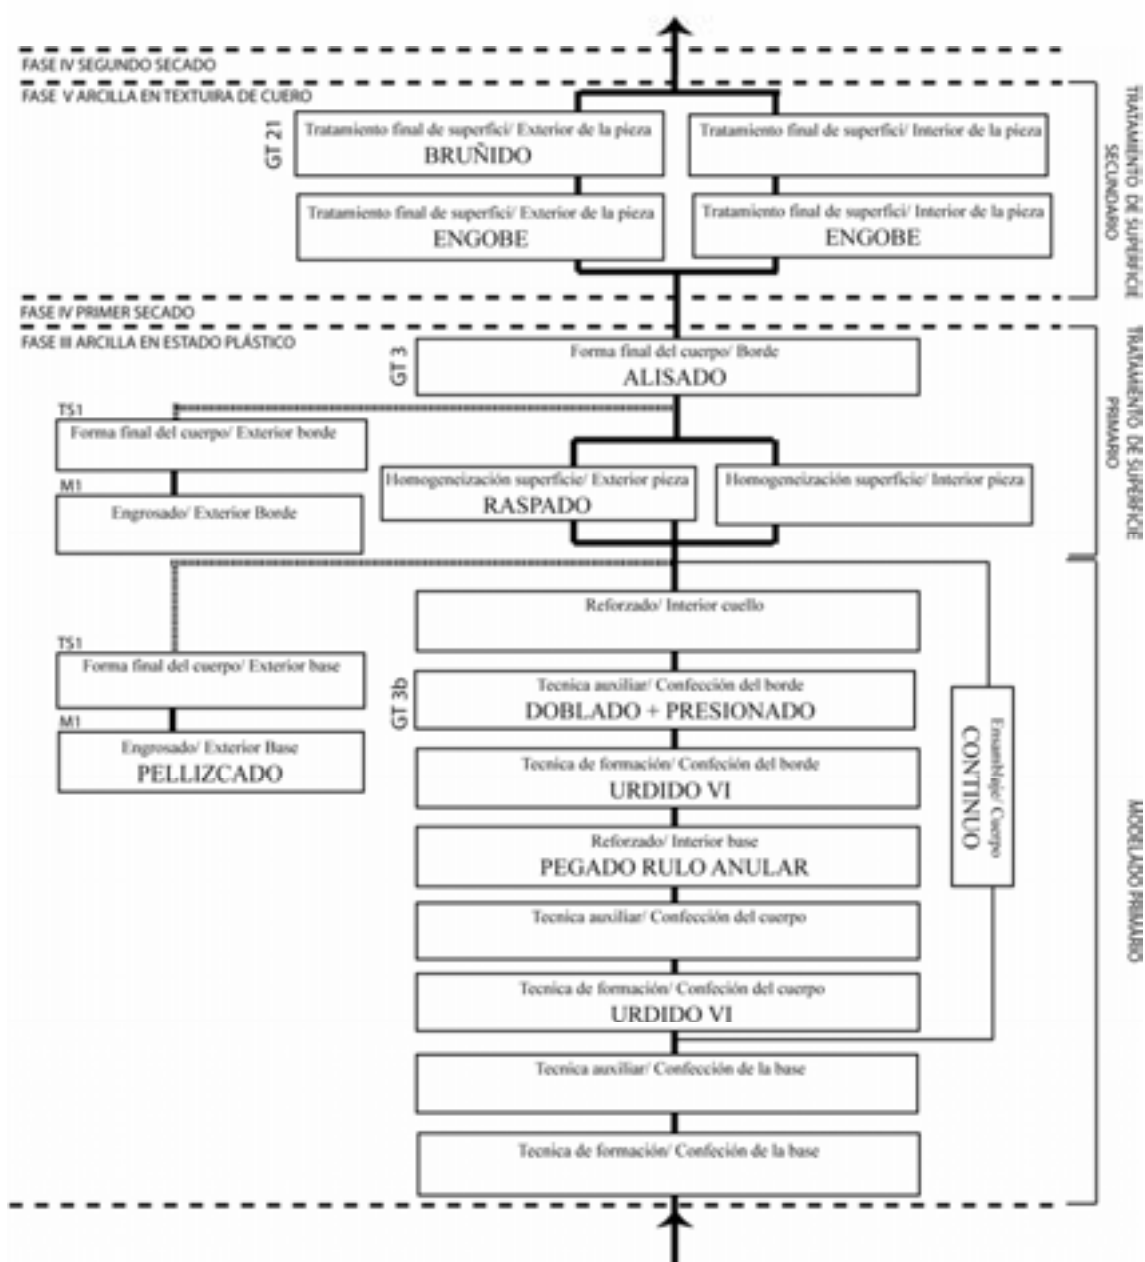 FASE IV SEGUNDO SECADO
FASE V ARCILLA EN TEXTUIRA DE CUERO
GT 21
Tratamiento final de superfici/ Exterior de la pieza
BRUÑIDO
Tratamiento final de superfici/ Interior de la pieza
Tratamiento final de superfici/ Exterior de la pieza
ENGOBE
Tratamiento final de superfici/ Interior de la pieza
ENGOBE
TRATAMIENTO DE SUPERFICIE
SECUNDARIO
FASE IV PRIMER SECADO
FASE III ARCILLA EN ESTADO PLÁSTICO
GT 3
Forma final del cuerpo/ Borde
ALISADO
TS1
Forma final del cuerpo/ Exterior borde
M1
Engrosado/ Exterior Borde
Homogeneización superficie/ Exterior pieza
RASPADO
Homogeneización superficie/ Interior pieza
TRATAMIENTO DE SUPERFICIE
PRIMARIO
Reforzado/ Interior cuello
TS1
Forma final del cuerpo/ Exterior base
M1
Engrosado/ Exterior Base
PELLIZCADO
GT 3b
Tecnica auxiliar/ Confección del borde
DOBLADO + PRESIONADO
Tecnica de formación/ Confeción del borde
URDIDO VI
Reforzado/ Interior base
PEGADO RULO ANULAR
Tecnica auxiliar/ Confección del cuerpo
Tecnica de formación/ Confeción del cuerpo
URDIDO VI
Tecnica auxiliar/ Confección de la base
Tecnica de formación/ Confeción de la base
Ensamblaje/ Cuerpo
CONTINUO
MODELADO PRIMARIO